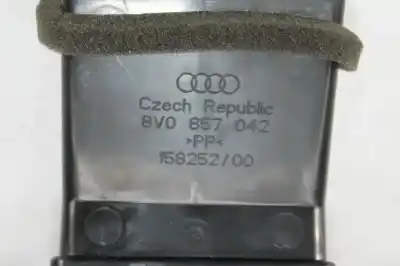 Czech Republic
8V0 857 042
>PP<
158252/00